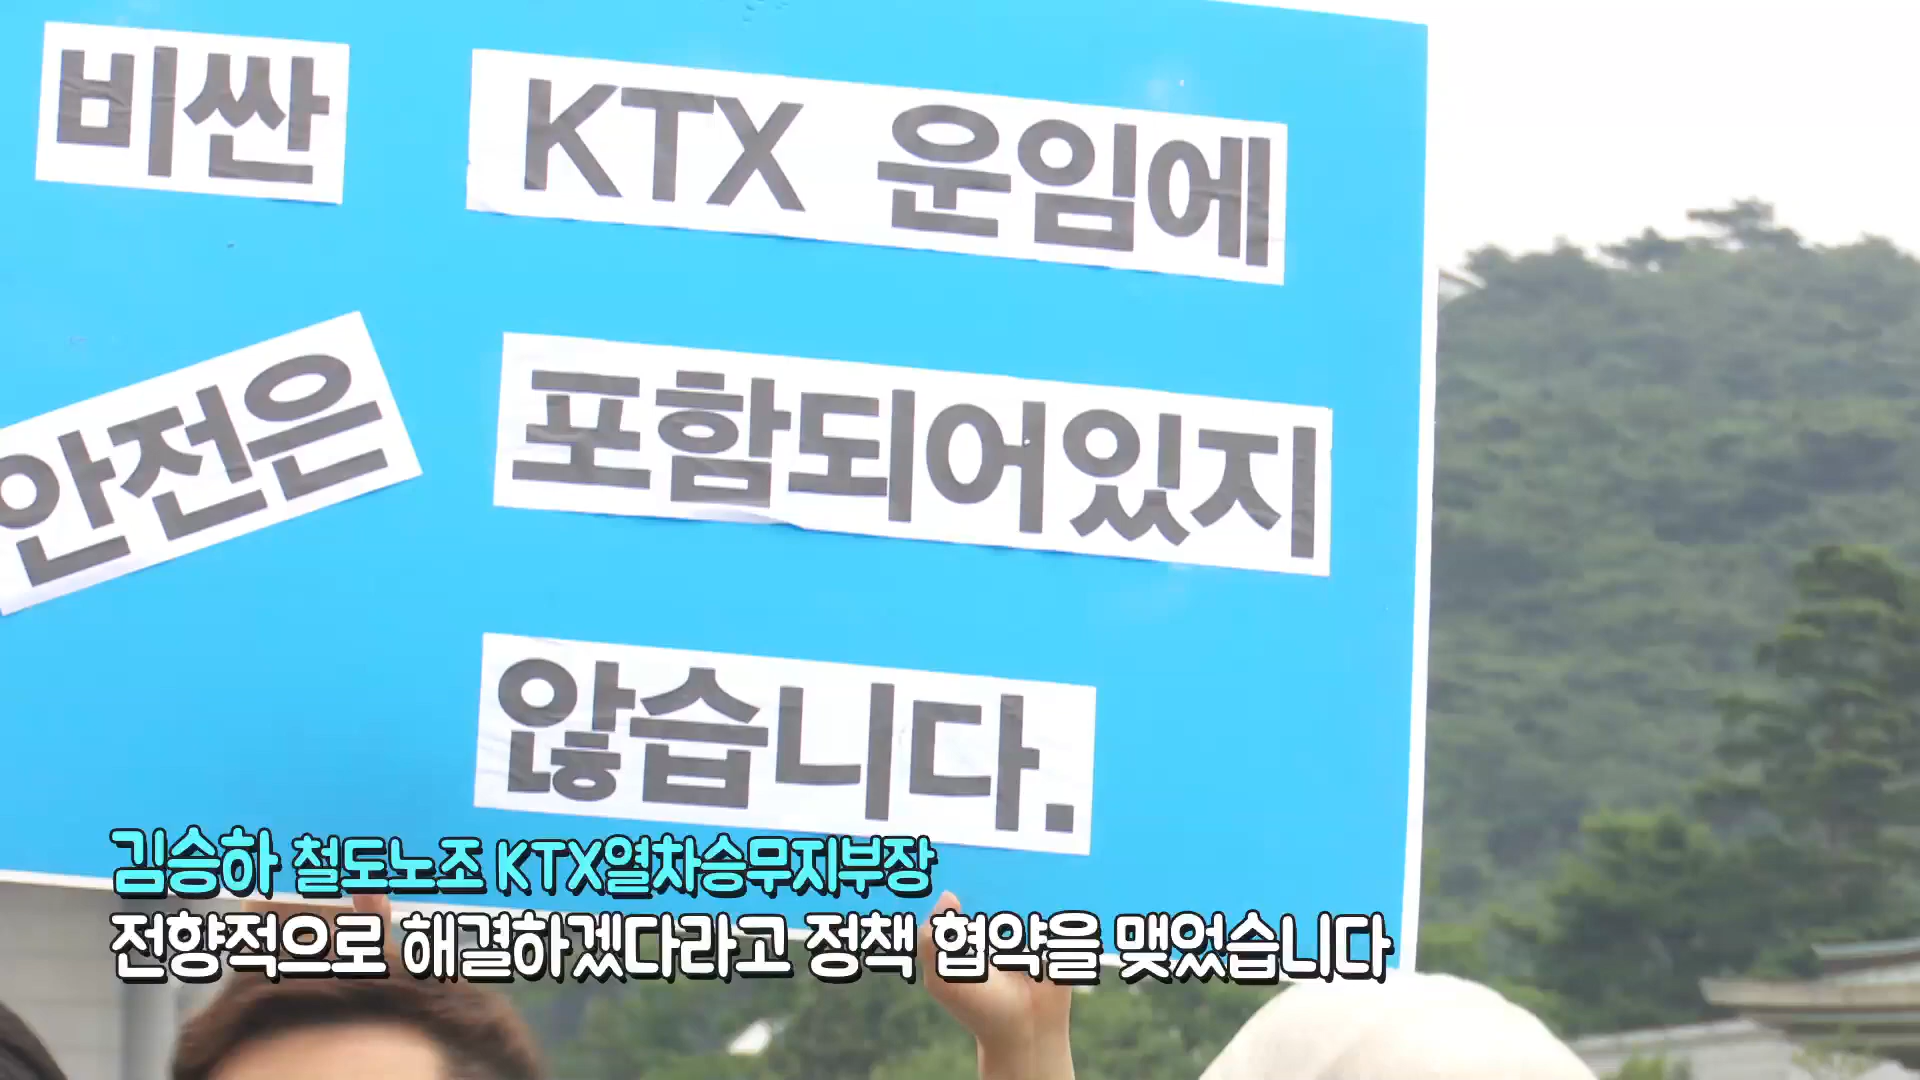 비싼 KTX 운임에
안전은 포함되어있지
않습니다.
김승하 철도노조 KTX열차승무지부장
전향적으로 해결하겠다라고 정책 협약을 맺었습니다